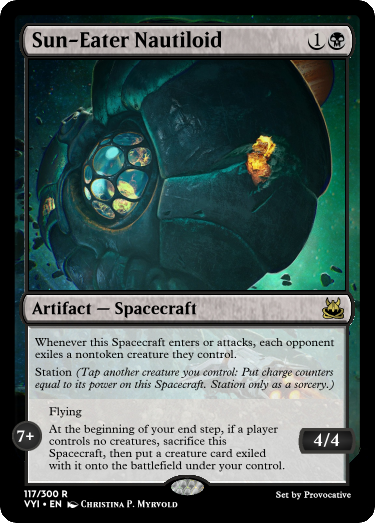 Sun-Eater Nautiloid 1
Artifact — Spacecraft
Whenever this Spacecraft enters or attacks, each opponent
exiles a nontoken creature they control.
Station (Tap another creature you control: Put charge counters
equal to its power on this Spacecraft. Station only as a sorcery.)
Flying
7+
At the beginning of your end step, if a player
controls no creatures, sacrifice this
Spacecraft, then put a creature card exiled
with it onto the battlefield under your control.
4/4
117/300 R
VYI • EN Christina P. Myrvold
Set by Provocative